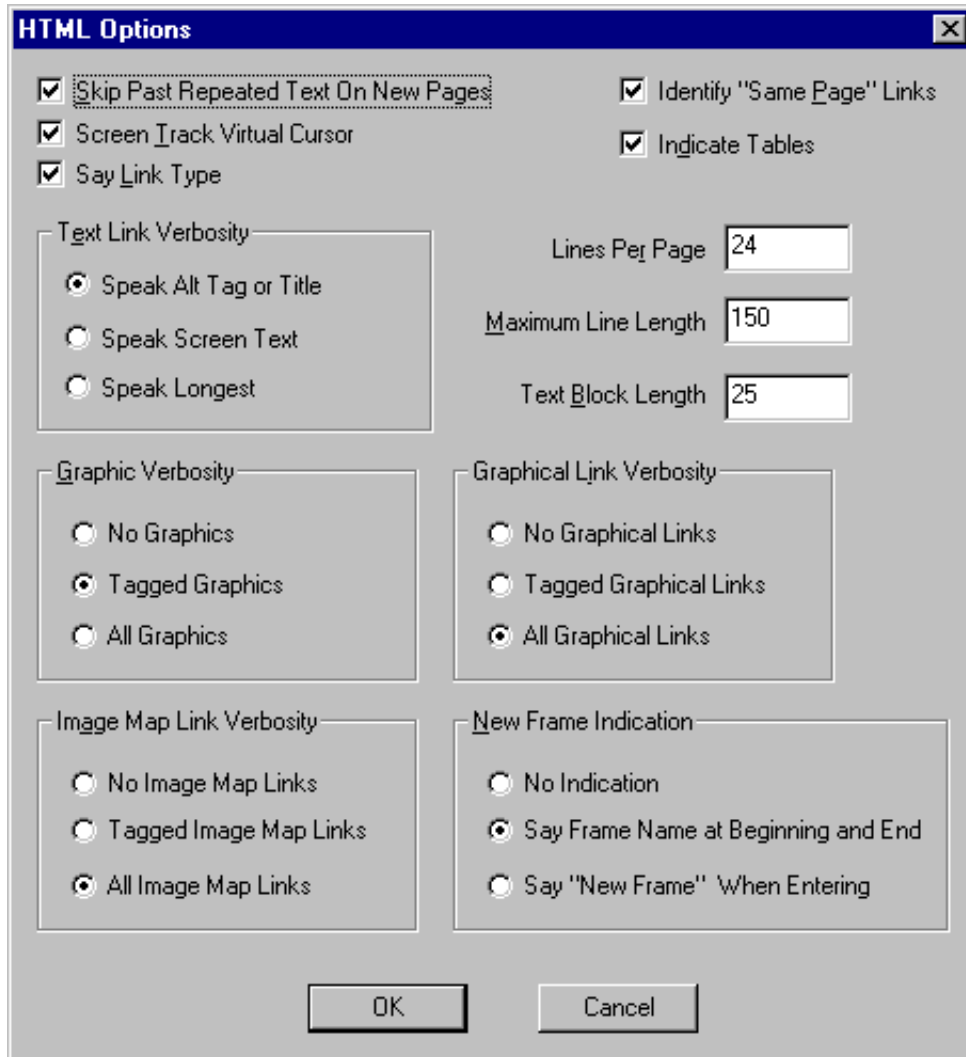 HTML Options
Skip Past Repeated Text On New Pages
Identify "Same Page" Links
Screen Track Virtual Cursor
Indicate Tables
Say Link Type
Text Link Verbosity
Speak Alt Tag or Title
Speak Screen Text
Speak Longest
Lines Per Page 24
Maximum Line Length 150
Text Block Length 25
Graphic Verbosity
No Graphics
Tagged Graphics
All Graphics
Graphical Link Verbosity
No Graphical Links
Tagged Graphical Links
All Graphical Links
Image Map Link Verbosity
No Image Map Links
Tagged Image Map Links
All Image Map Links
New Frame Indication
No Indication
Say Frame Name at Beginning and End
Say "New Frame" When Entering
OK
Cancel